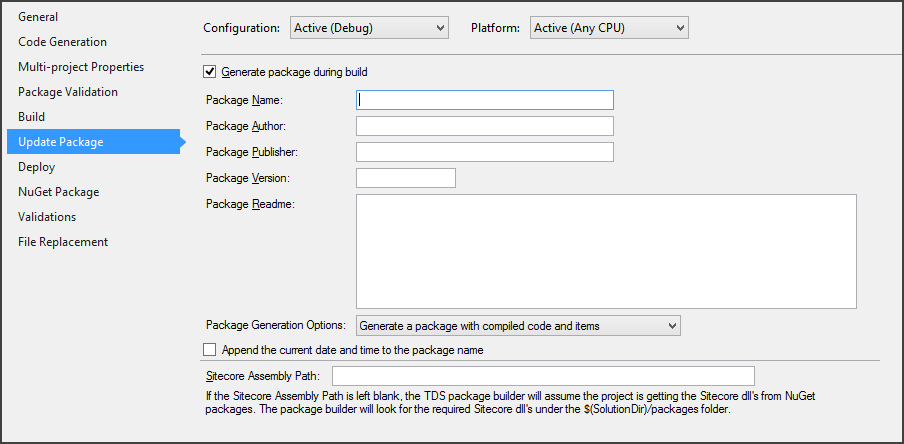 General
Code Generation
Multi-project Properties
Package Validation
Build
Update Package
Deploy
NuGet Package
Validations
File Replacement
Configuration: Active (Debug) Platform: Active (Any CPU)
Generate package during build
Package Name:
Package Author:
Package Publisher:
Package Version:
Package Readme:
Package Generation Options: Generate a package with compiled code and items
Append the current date and time to the package name
Sitecore Assembly Path:
If the Sitecore Assembly Path is left blank, the TDS package builder will assume the project is getting the Sitecore dll's from NuGet
packages. The package builder will look for the required Sitecore dll's under the $(SolutionDir)/packages folder.